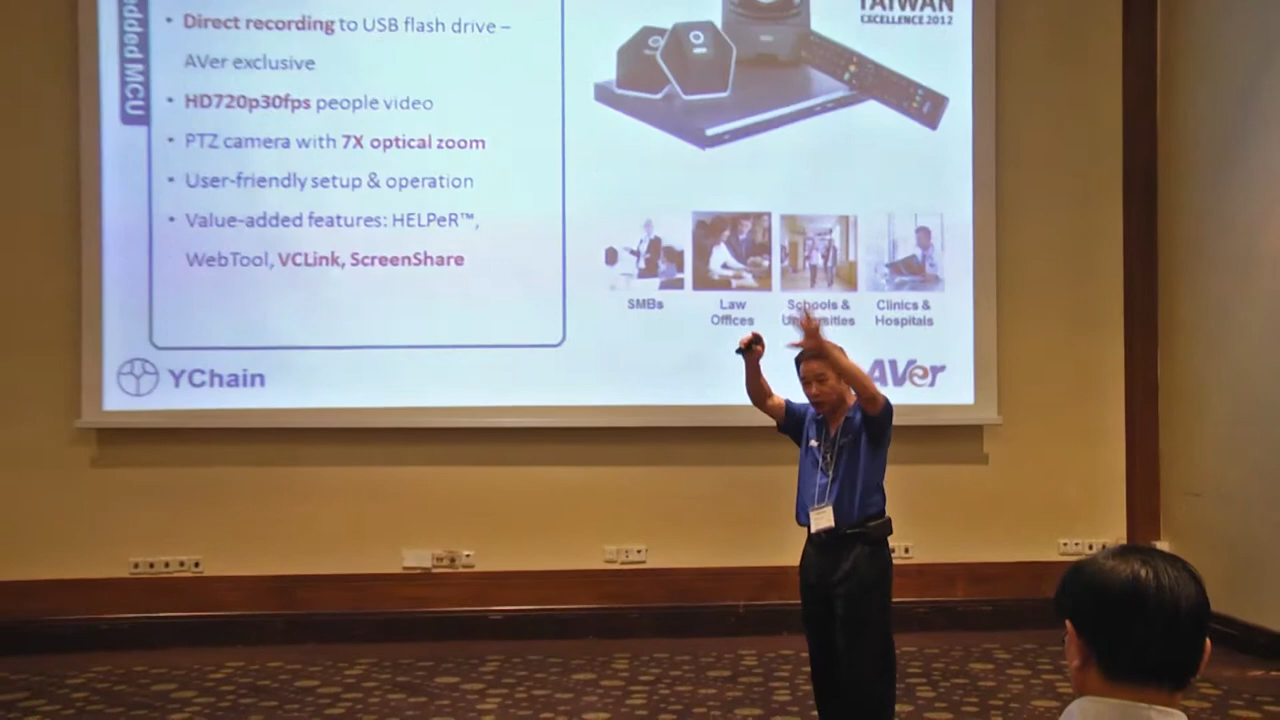 dded MCU
• Direct recording to USB flash drive –
AVer exclusive
• HD720p30fps people video
• PTZ camera with 7X optical zoom
• User-friendly setup & operation
• Value-added features: HELPeR™,
WebTool, VCLink, ScreenShare
TAIWAN
EXCELLENCE 2012
SMBs
Law
Offices
Schools &
Universities
Clinics &
Hospitals
YChain
AVer